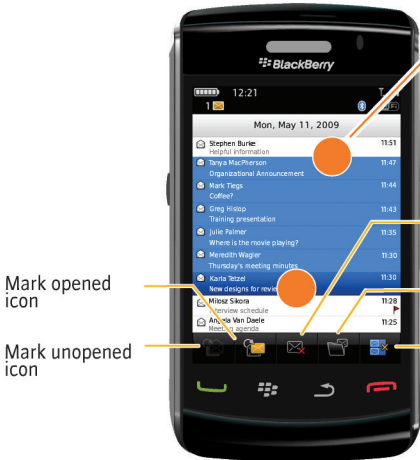 BlackBerry
12:21
1
Mon, May 11, 2009
Stephen Burke 11:51
Helpful information
Tanya MacPherson 11:47
Organizational Announcement
Mark Tiegs 11:44
Coffee?
Greg Hislop 11:43
Training presentation
Julie Palmer 11:35
Where is the movie playing?
Meredith Wagler 11:30
Thursday's meeting minutes
Karla Tetzel 11:30
New designs for
Milosz Sikora 11:28
Interview schedule
Angela Van Daele 11:25
Meeting agenda
Mark opened
icon
Mark unopened
icon